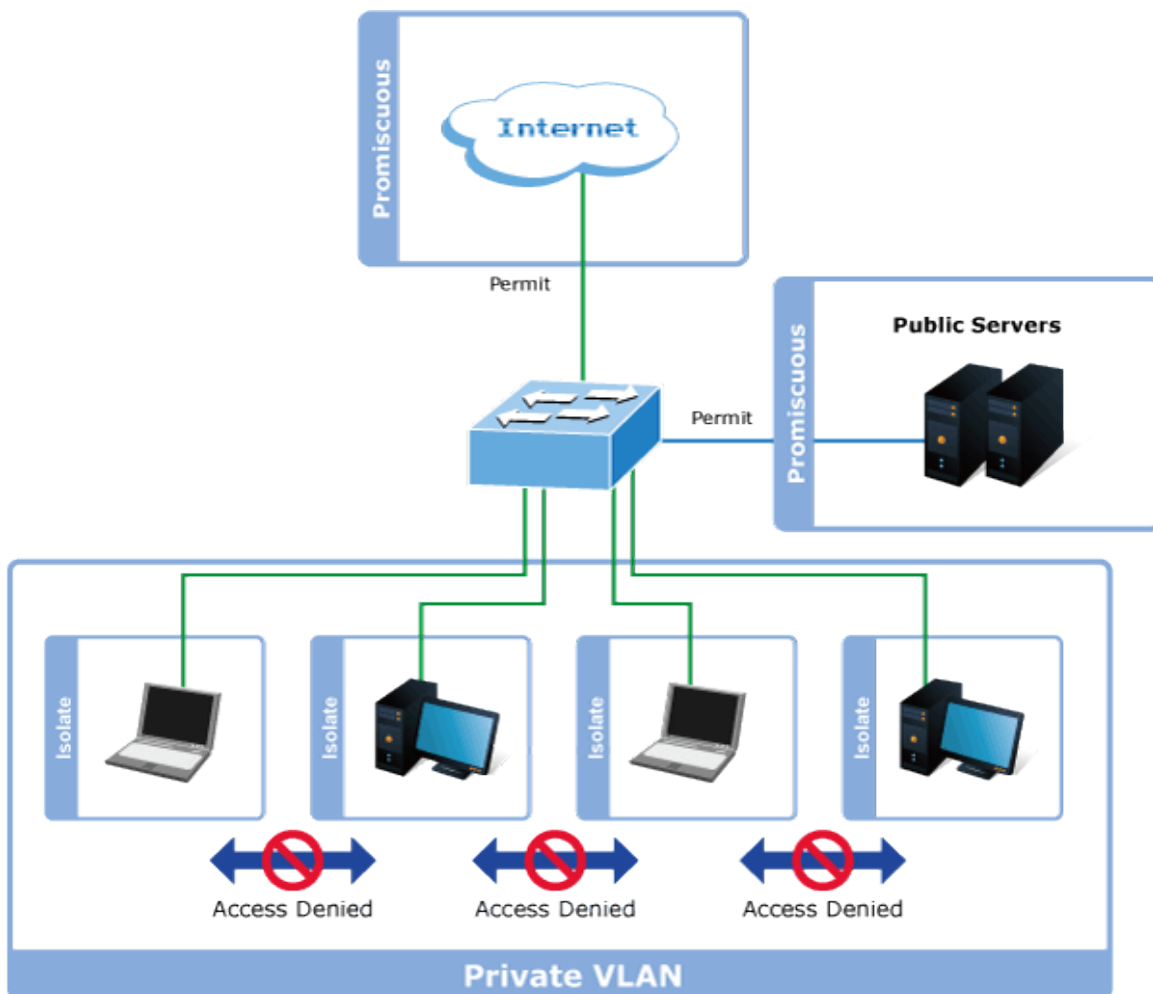 Promiscuous
Internet
Permit
Promiscuous
Public Servers
Permit
Isolate
Isolate
Isolate
Isolate
Access Denied
Access Denied
Access Denied
Private VLAN